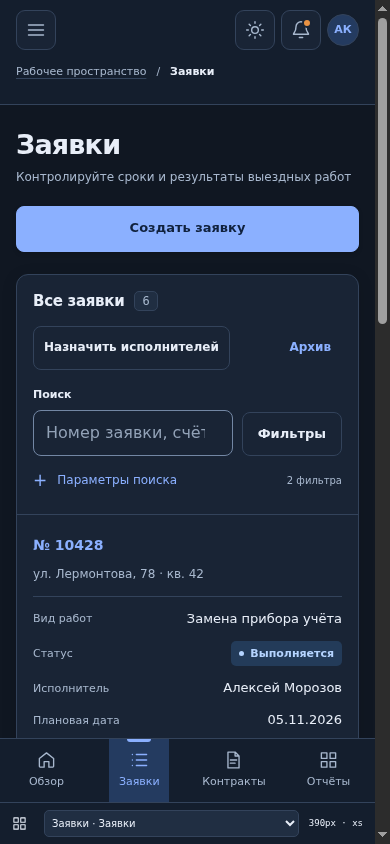 АК
Рабочее пространство / Заявки
Заявки
Контролируйте сроки и результаты выездных работ
Создать заявку
Все заявки 6
Назначить исполнителей Архив
Поиск
Номер заявки, счёт
Фильтры
Параметры поиска 2 фильтра
№ 10428
ул. Лермонтова, 78 · кв. 42
Вид работ Замена прибора учёта
Статус Выполняется
Исполнитель Алексей Морозов
Плановая дата 05.11.2026
Обзор Заявки Контракты Отчёты
Заявки · Заявки 390px · xs